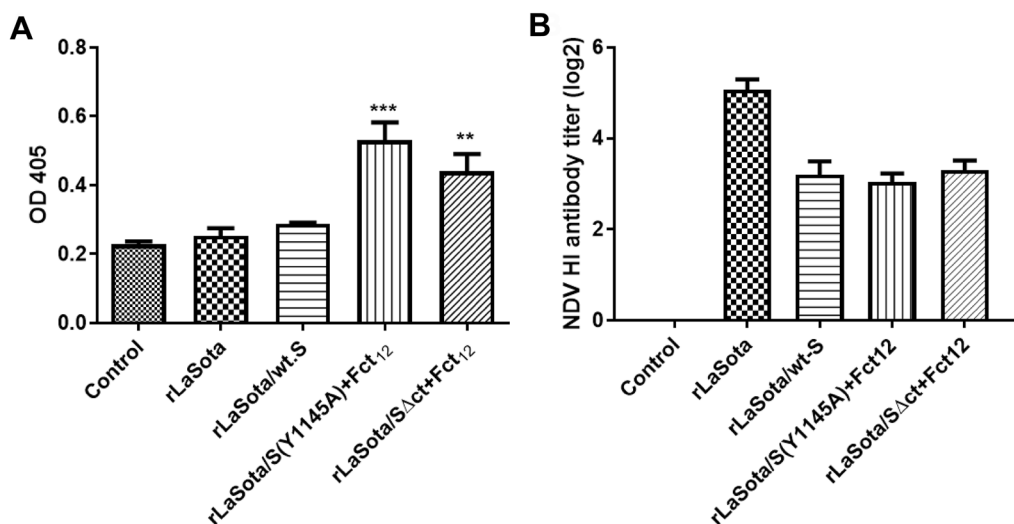 A
OD 405
0.8
0.6
0.4
0.2
0.0
***
**
Control
rLaSota
rLaSota/wt.S
rLaSota/S(Y1145A)+Fct₁₂
rLaSota/SΔct+Fct₁₂
B
NDV HI antibody titer (log2)
6
4
2
0
rLaSota
rLaSota/wt-S
rLaSota/S(Y1145A)+Fct12
rLaSota/SΔct+Fct12
Control